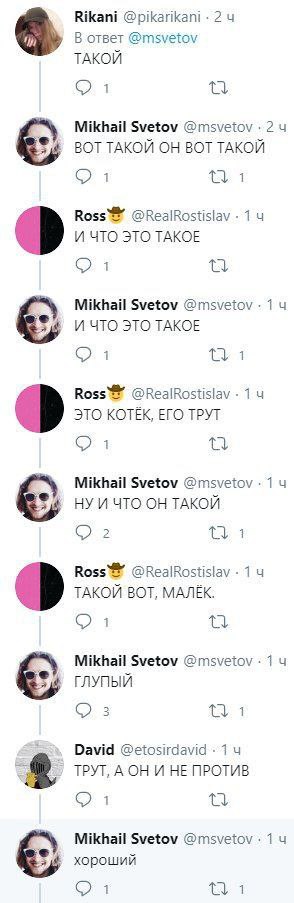 Rikani @pikarikani · 2 ч
В ответ @msvetov
ТАКОЙ
1
Mikhail Svetov @msvetov · 2 ч
ВОТ ТАКОЙ ОН ВОТ ТАКОЙ
1 1
Ross🤠 @RealRostislav · 1 ч
И ЧТО ЭТО ТАКОЕ
1
Mikhail Svetov @msvetov · 1 ч
И ЧТО ЭТО ТАКОЕ
1 1
Ross🤠 @RealRostislav · 1 ч
ЭТО КОТЁК, ЕГО ТРУТ
1
Mikhail Svetov @msvetov · 1 ч
НУ И ЧТО ОН ТАКОЙ
2 1
Ross🤠 @RealRostislav · 1 ч
ТАКОЙ ВОТ, МАЛЁК.
1
Mikhail Svetov @msvetov · 1 ч
ГЛУПЫЙ
3 1
David @etosirdavid · 1 ч
ТРУТ, А ОН И НЕ ПРОТИВ
1
Mikhail Svetov @msvetov · 1 ч
хороший
1 1